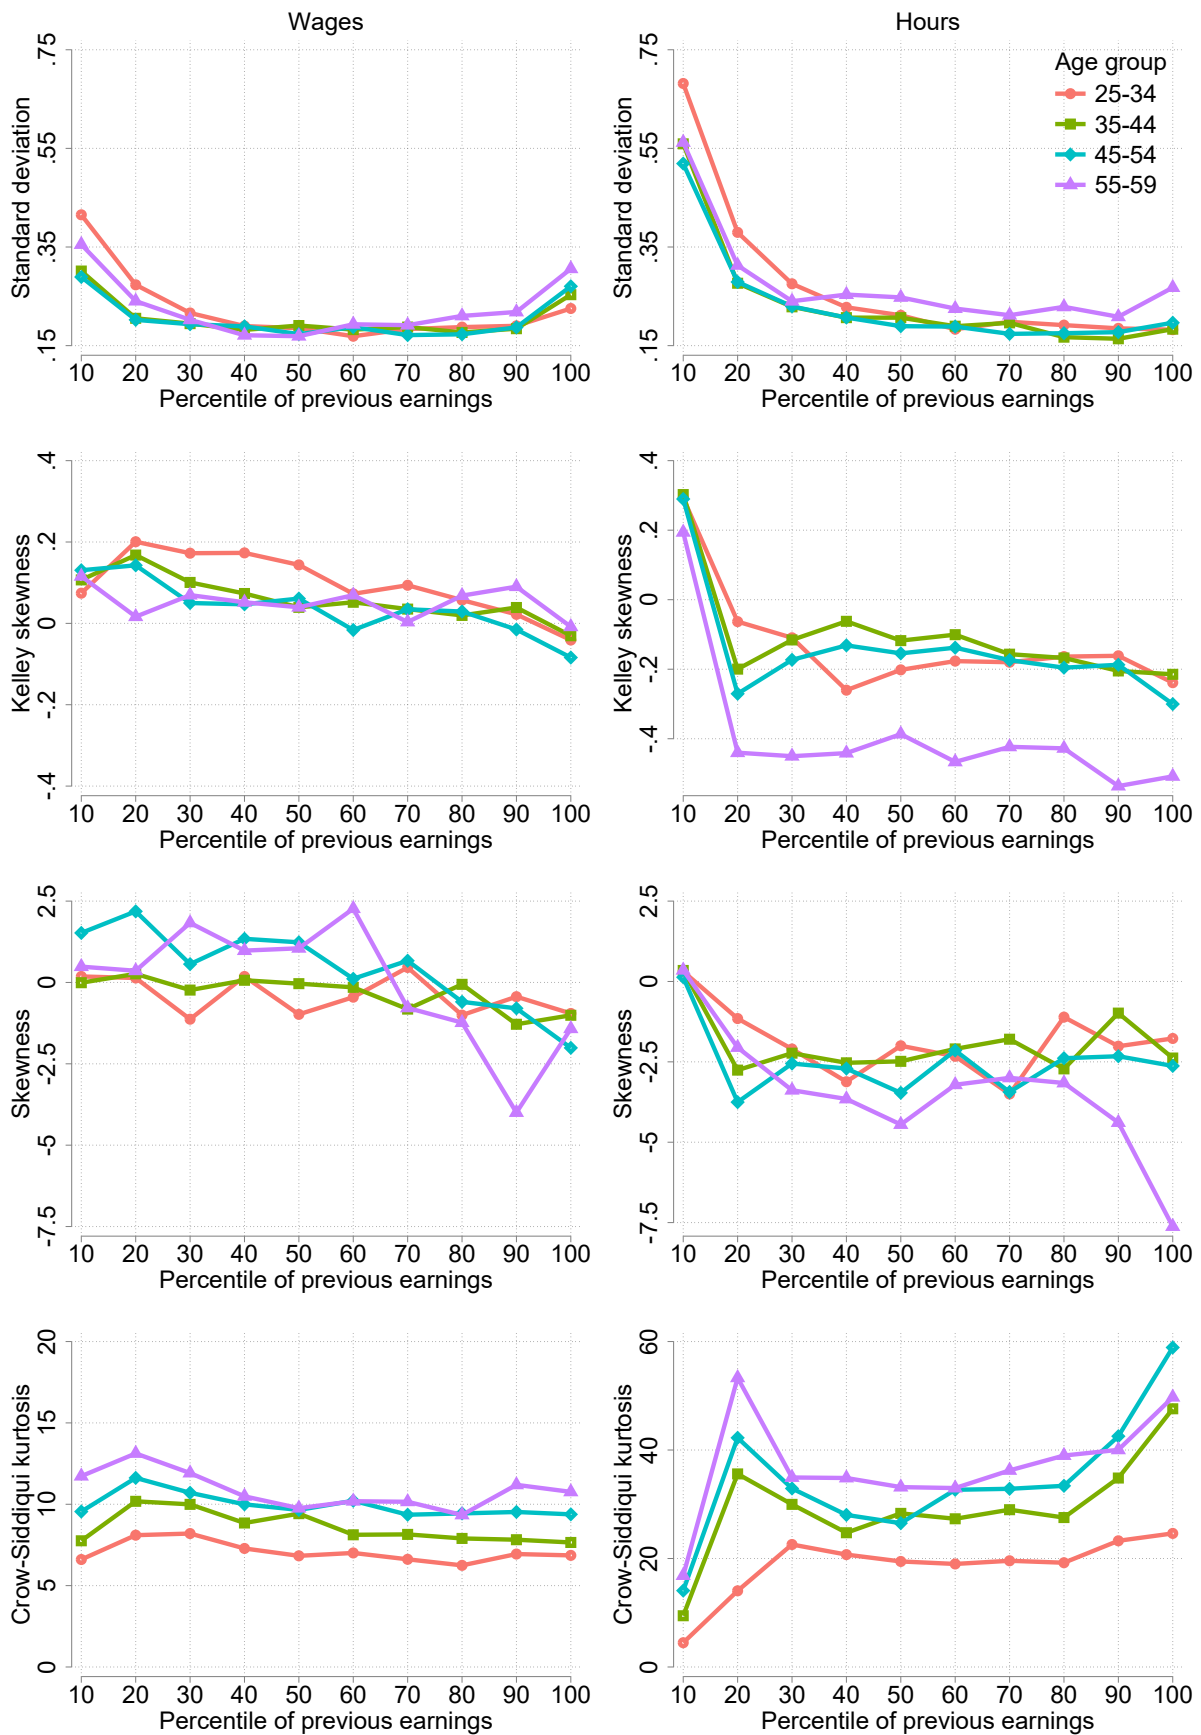 Wages
Hours
Standard deviation
.75
.55
.35
.15
10 20 30 40 50 60 70 80 90 100
Percentile of previous earnings
Standard deviation
.75
.55
.35
.15
Age group
25-34
35-44
45-54
55-59
10 20 30 40 50 60 70 80 90 100
Percentile of previous earnings
Kelley skewness
.4
.2
0
-.2
-.4
10 20 30 40 50 60 70 80 90 100
Percentile of previous earnings
Kelley skewness
.4
.2
0
-.2
-.4
10 20 30 40 50 60 70 80 90 100
Percentile of previous earnings
Skewness
2.5
0
-2.5
-5
-7.5
10 20 30 40 50 60 70 80 90 100
Percentile of previous earnings
Skewness
2.5
0
-2.5
-5
-7.5
10 20 30 40 50 60 70 80 90 100
Percentile of previous earnings
Crow-Siddiqui kurtosis
20
15
10
5
0
10 20 30 40 50 60 70 80 90 100
Percentile of previous earnings
Crow-Siddiqui kurtosis
60
40
20
0
10 20 30 40 50 60 70 80 90 100
Percentile of previous earnings